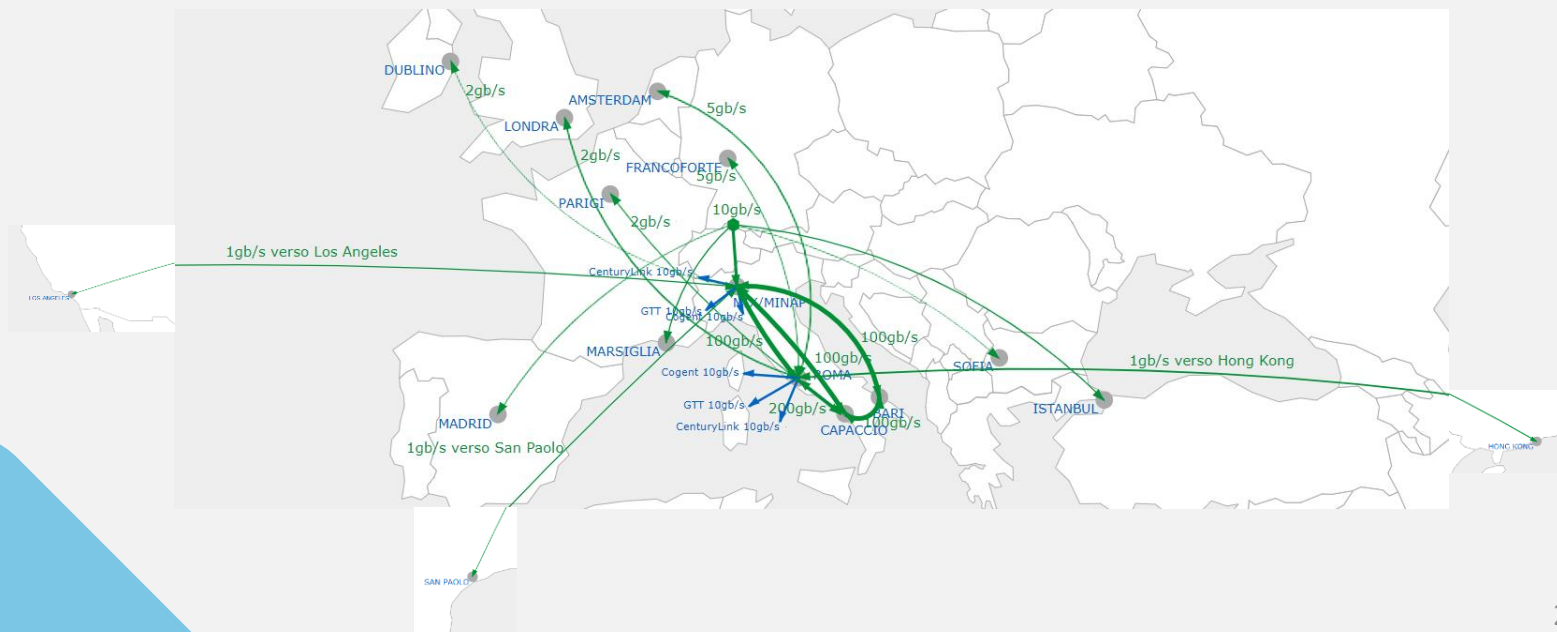 DUBLINO
2gb/s
AMSTERDAM
5gb/s
LONDRA
2gb/s
FRANCOFORTE
5gb/s
PARIGI
2gb/s
10gb/s
1gb/s verso Los Angeles
CenturyLink 10gb/s
LOS ANGELES
MIX/MINAP
GTT 10gb/s
Cogent 10gb/s
MARSIGLIA
100gb/s
100gb/s
100gb/s
SOFIA
1gb/s verso Hong Kong
Cogent 10gb/s
ROMA
GTT 10gb/s
200gb/s
BARI
ISTANBUL
MADRID
CenturyLink 10gb/s
CAPACCIO
100gb/s
1gb/s verso San Paolo
HONG KONG
SAN PAOLO